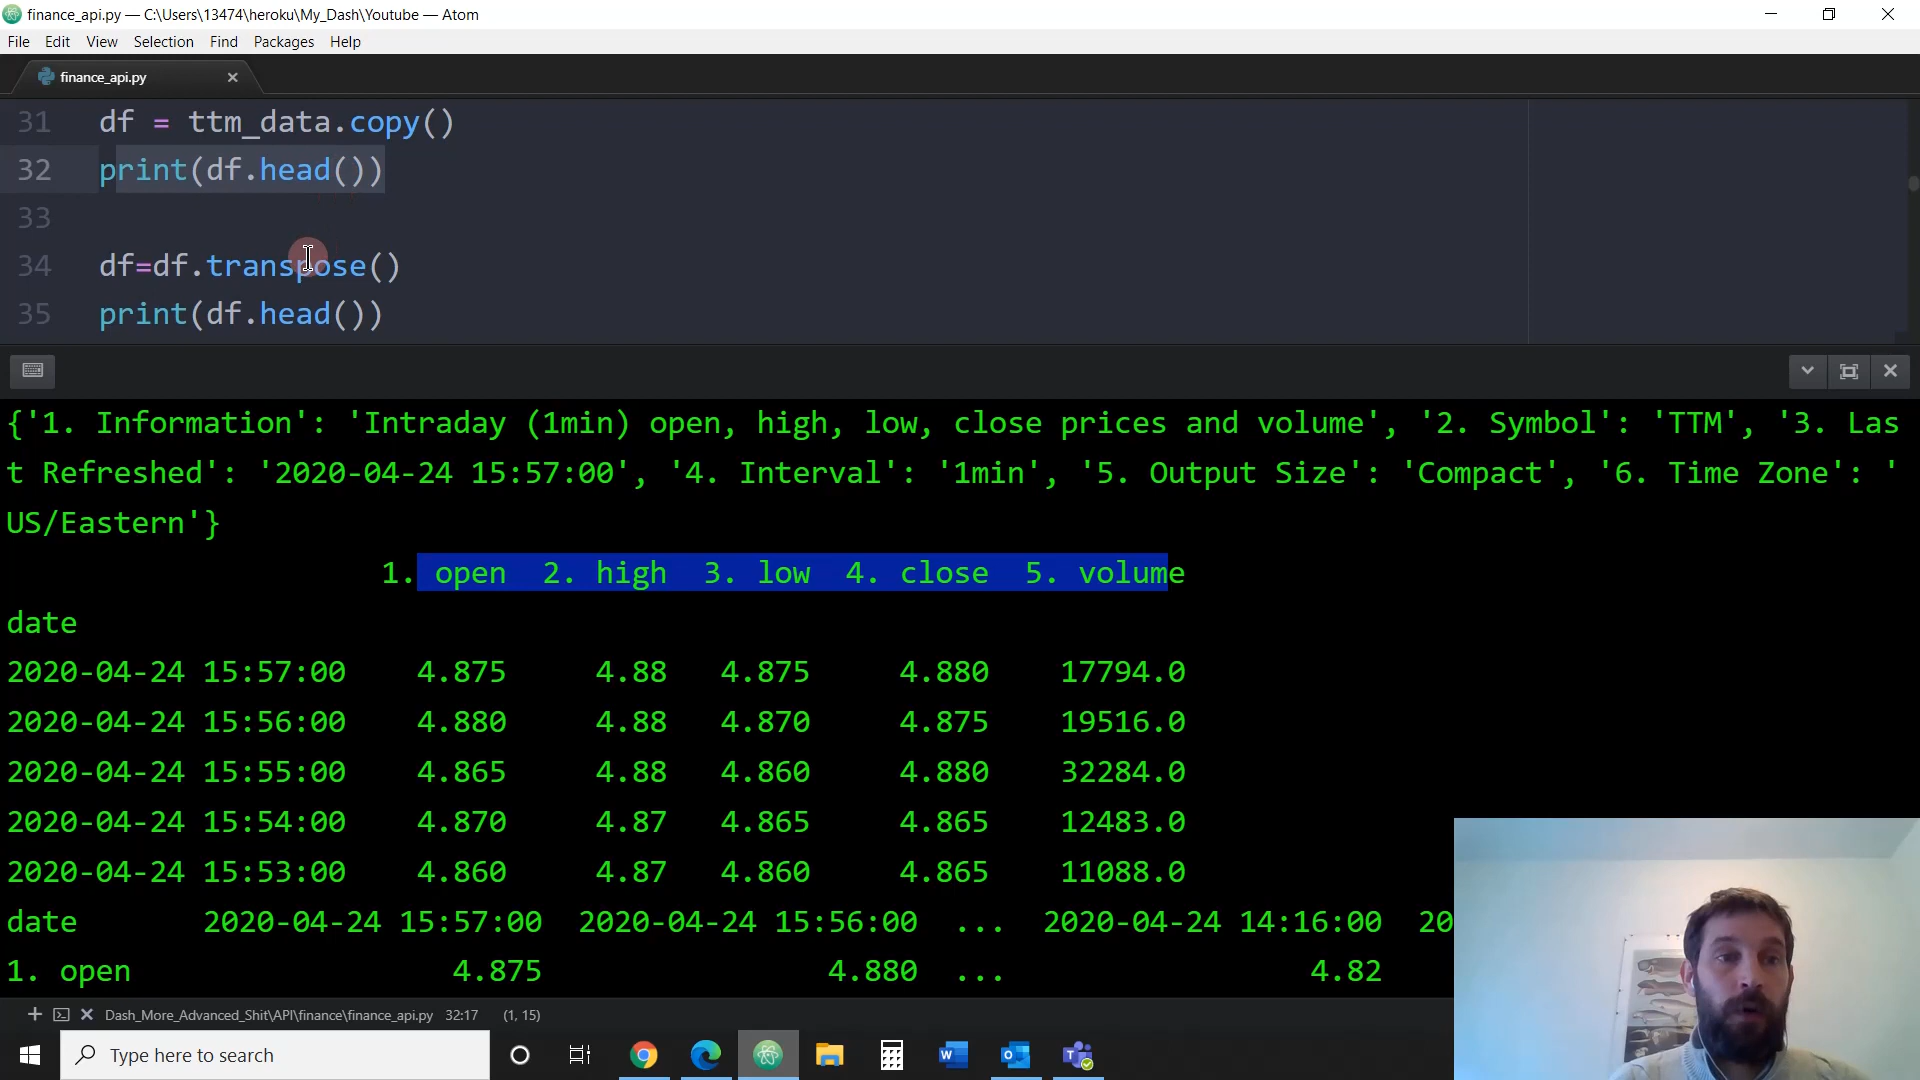 finance_api.py — C:\Users\13474\heroku\My_Dash\Youtube — Atom
File Edit View Selection Find Packages Help
finance_api.py
31 df = ttm_data.copy()
32 print(df.head())
33
34 df=df.transpose()
35 print(df.head())
{'1. Information': 'Intraday (1min) open, high, low, close prices and volume', '2. Symbol': 'TTM', '3. Las
t Refreshed': '2020-04-24 15:57:00', '4. Interval': '1min', '5. Output Size': 'Compact', '6. Time Zone': '
US/Eastern'}
1. open 2. high 3. low 4. close 5. volume
date
2020-04-24 15:57:00 4.875 4.88 4.875 4.880 17794.0
2020-04-24 15:56:00 4.880 4.88 4.870 4.875 19516.0
2020-04-24 15:55:00 4.865 4.88 4.860 4.880 32284.0
2020-04-24 15:54:00 4.870 4.87 4.865 4.865 12483.0
2020-04-24 15:53:00 4.860 4.87 4.860 4.865 11088.0
date 2020-04-24 15:57:00 2020-04-24 15:56:00 ... 2020-04-24 14:16:00 20
1. open 4.875 4.880 ... 4.82
Dash_More_Advanced_Shit\API\finance\finance_api.py 32:17 (1, 15)
Type here to search